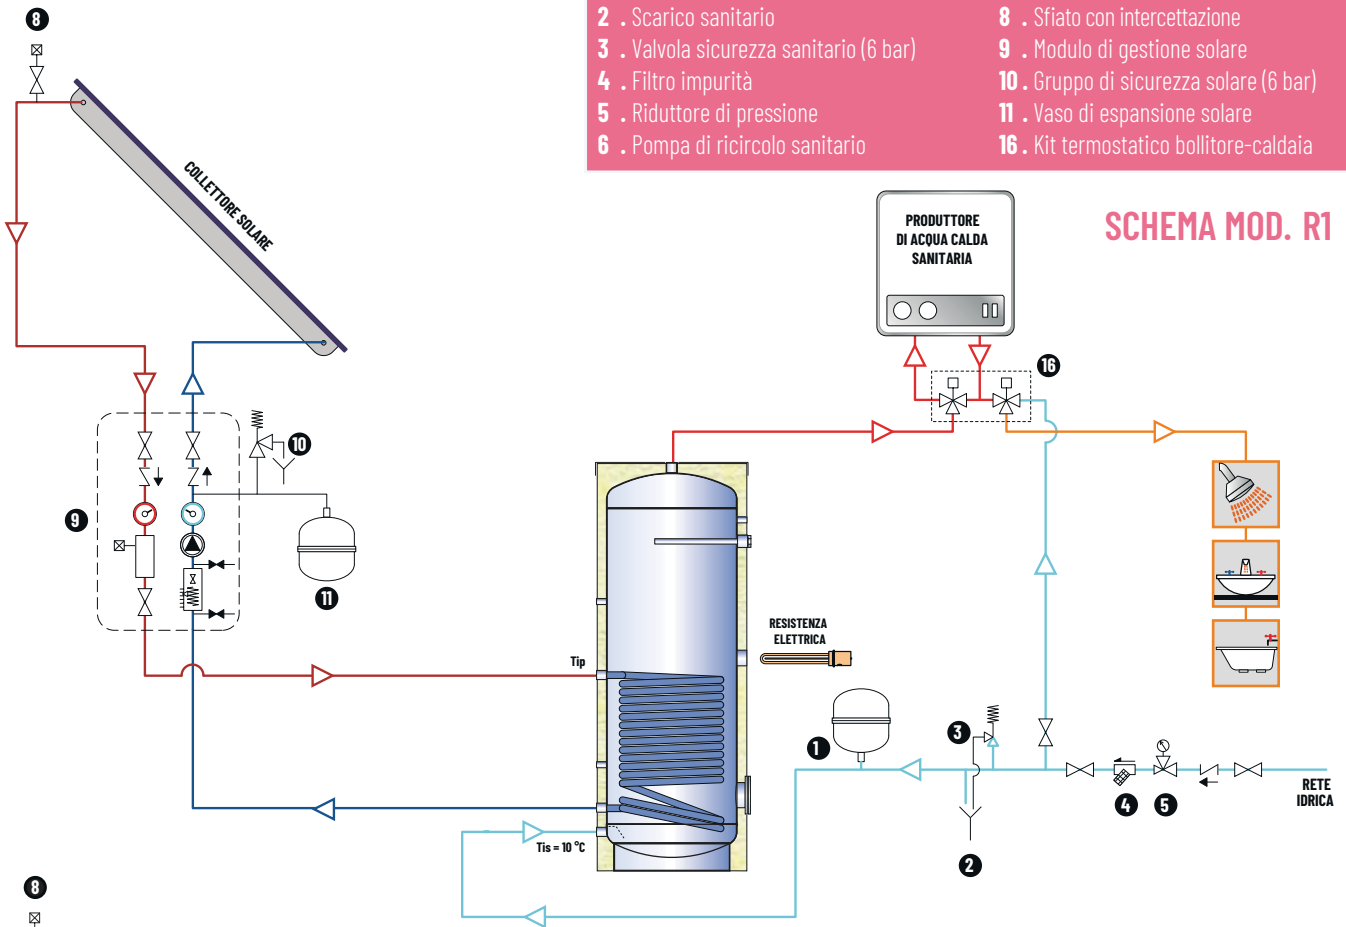 2 . Scarico sanitario
3 . Valvola sicurezza sanitario (6 bar)
4 . Filtro impurità
5 . Riduttore di pressione
6 . Pompa di ricircolo sanitario
8 . Sfiato con intercettazione
9 . Modulo di gestione solare
10 . Gruppo di sicurezza solare (6 bar)
11 . Vaso di espansione solare
16 . Kit termostatico bollitore-caldaia
SCHEMA MOD. R1
8
COLLETTORE SOLARE
PRODUTTORE
DI ACQUA CALDA
SANITARIA
16
10
9
11
RESISTENZA
ELETTRICA
Tip
1
3
4
5
RETE
IDRICA
2
Tis = 10 °C
8